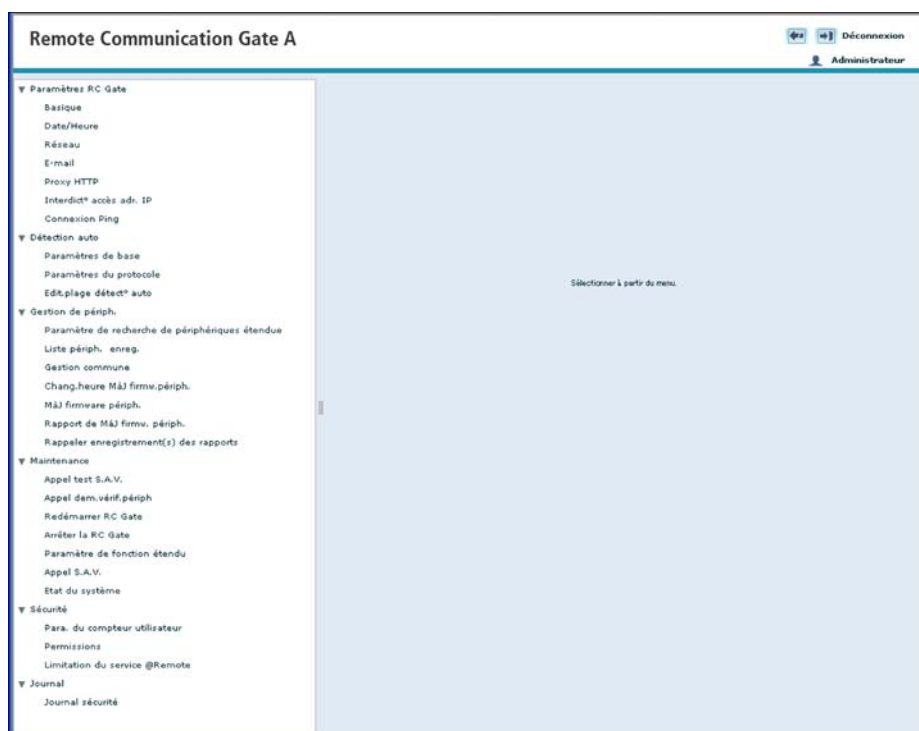 Remote Communication Gate A
Déconnexion
Administrateur
Paramètres RC Gate
Basique
Date/Heure
Réseau
E-mail
Proxy HTTP
Interdict° accès adr. IP
Connexion Ping
Détection auto
Paramètres de base
Paramètres du protocole
Edit.plage détect° auto
Gestion de périph.
Paramètre de recherche de périphériques étendue
Liste périph. enreg.
Gestion commune
Chang.heure MàJ firmw.périph.
MàJ firmware périph.
Rapport de MàJ firmw. périph.
Rappeler enregistrement(s) des rapports
Maintenance
Appel test S.A.V.
Appel dem.vérif.périph
Redémarrer RC Gate
Arrêter la RC Gate
Paramètre de fonction étendu
Appel S.A.V.
Etat du système
Sécurité
Para. du compteur utilisateur
Permissions
Limitation du service @Remote
Journal
Journal sécurité
Sélectionner à partir du menu.